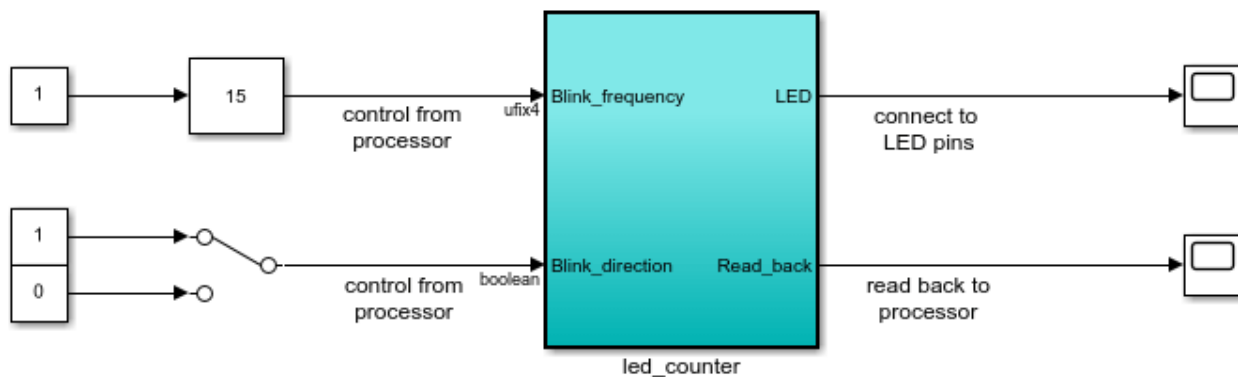 1
15
control from
processor
ufix4
Blink_frequency
LED
connect to
LED pins
1
0
control from
processor
boolean
Blink_direction
Read_back
read back to
processor
led_counter